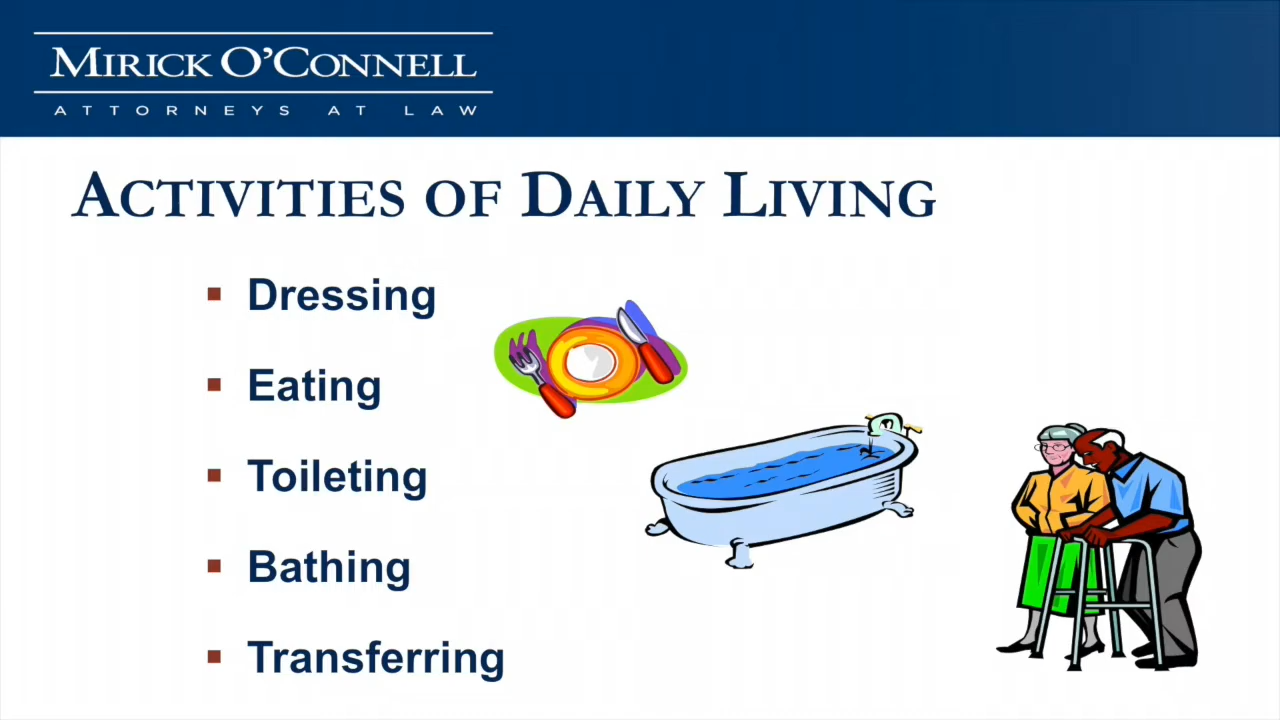 MIRICK O'CONNELL
ATTORNEYS AT LAW
ACTIVITIES OF DAILY LIVING
▪ Dressing
▪ Eating
▪ Toileting
▪ Bathing
▪ Transferring